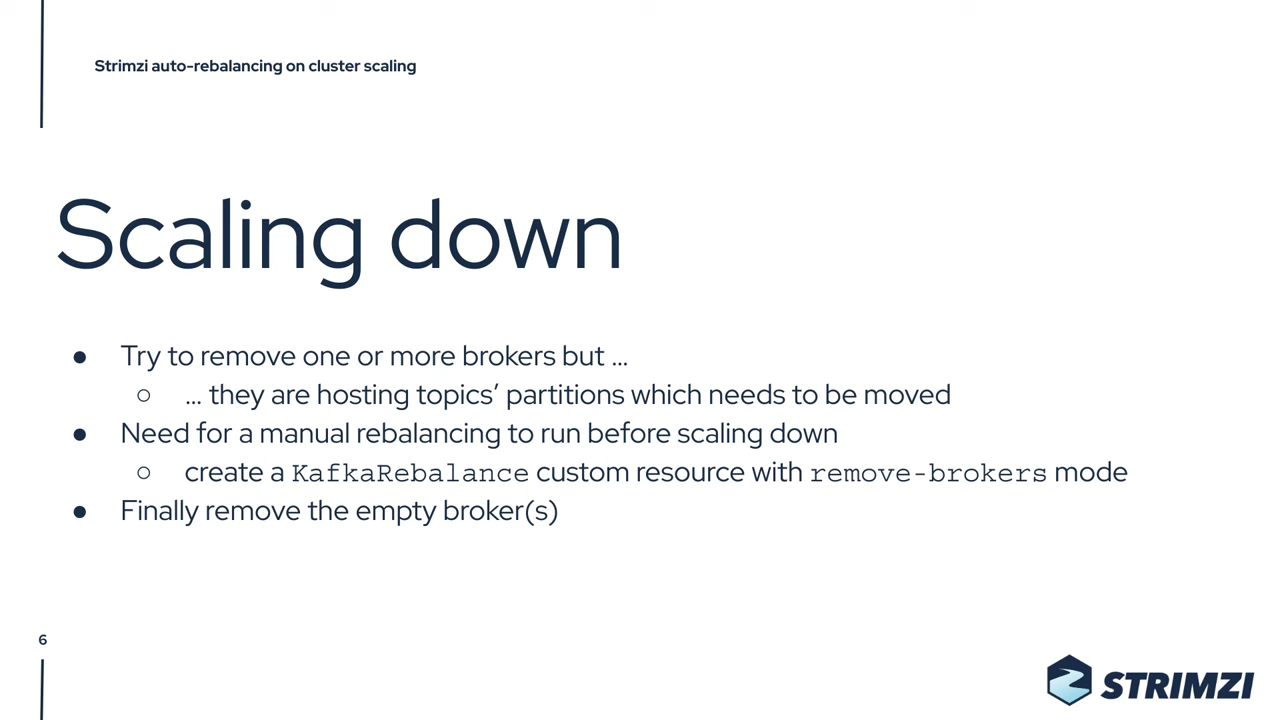 Strimzi auto-rebalancing on cluster scaling
Scaling down
● Try to remove one or more brokers but ...
○ ... they are hosting topics’ partitions which needs to be moved
● Need for a manual rebalancing to run before scaling down
○ create a KafkaRebalance custom resource with remove-brokers mode
● Finally remove the empty broker(s)
6
STRIMZI